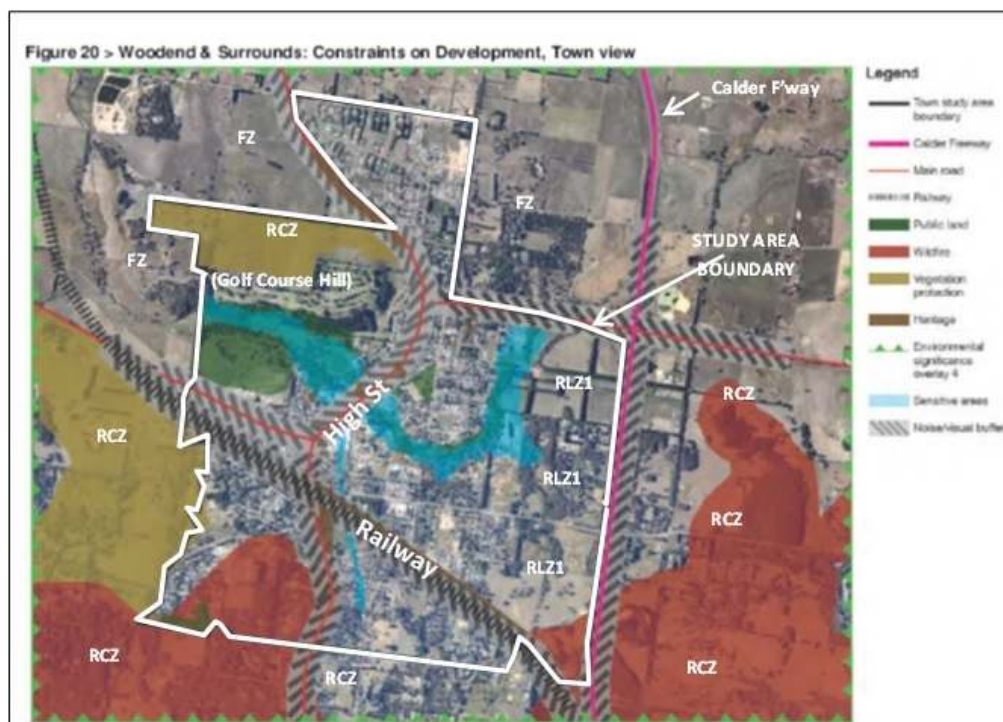 Figure 20 > Woodend & Surrounds: Constraints on Development, Town view
Legend
Town study area
boundary
Calder Freeway
Main road
Railway
Public land
Wildfire
Vegetation
protection
Heritage
Environmental
significance
overlay 4
Sensitive areas
Noise/visual buffer
Calder F'way
FZ
FZ
RCZ
STUDY AREA
BOUNDARY
FZ
(Golf Course Hill)
RLZ1
RCZ
High St
RCZ
RLZ1
RCZ
Railway
RLZ1
RCZ
RCZ
RCZ